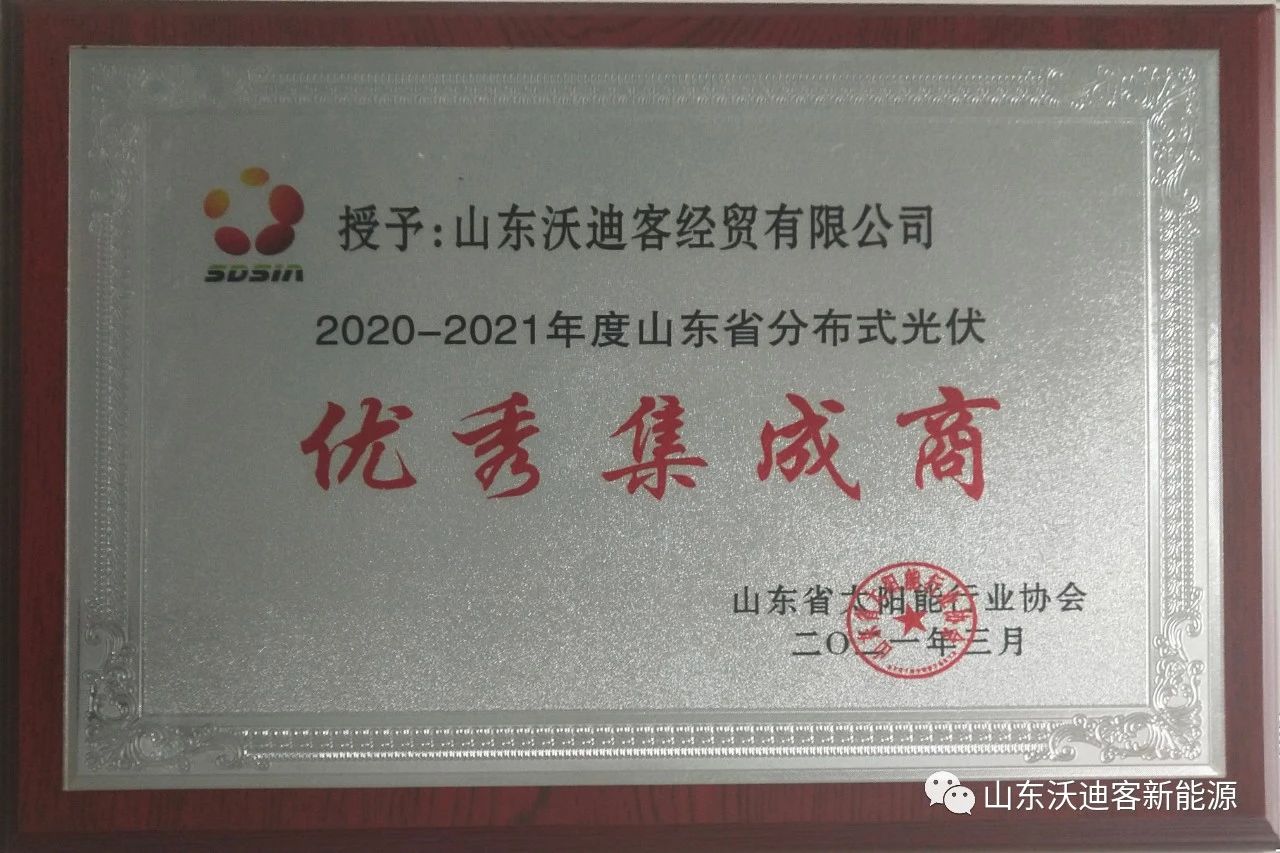 SDSIA
授予:山东沃迪客经贸有限公司
2020-2021年度山东省分布式光伏
优秀集成商
山东省太阳能行业协会
二〇二一年三月
山东沃迪客新能源